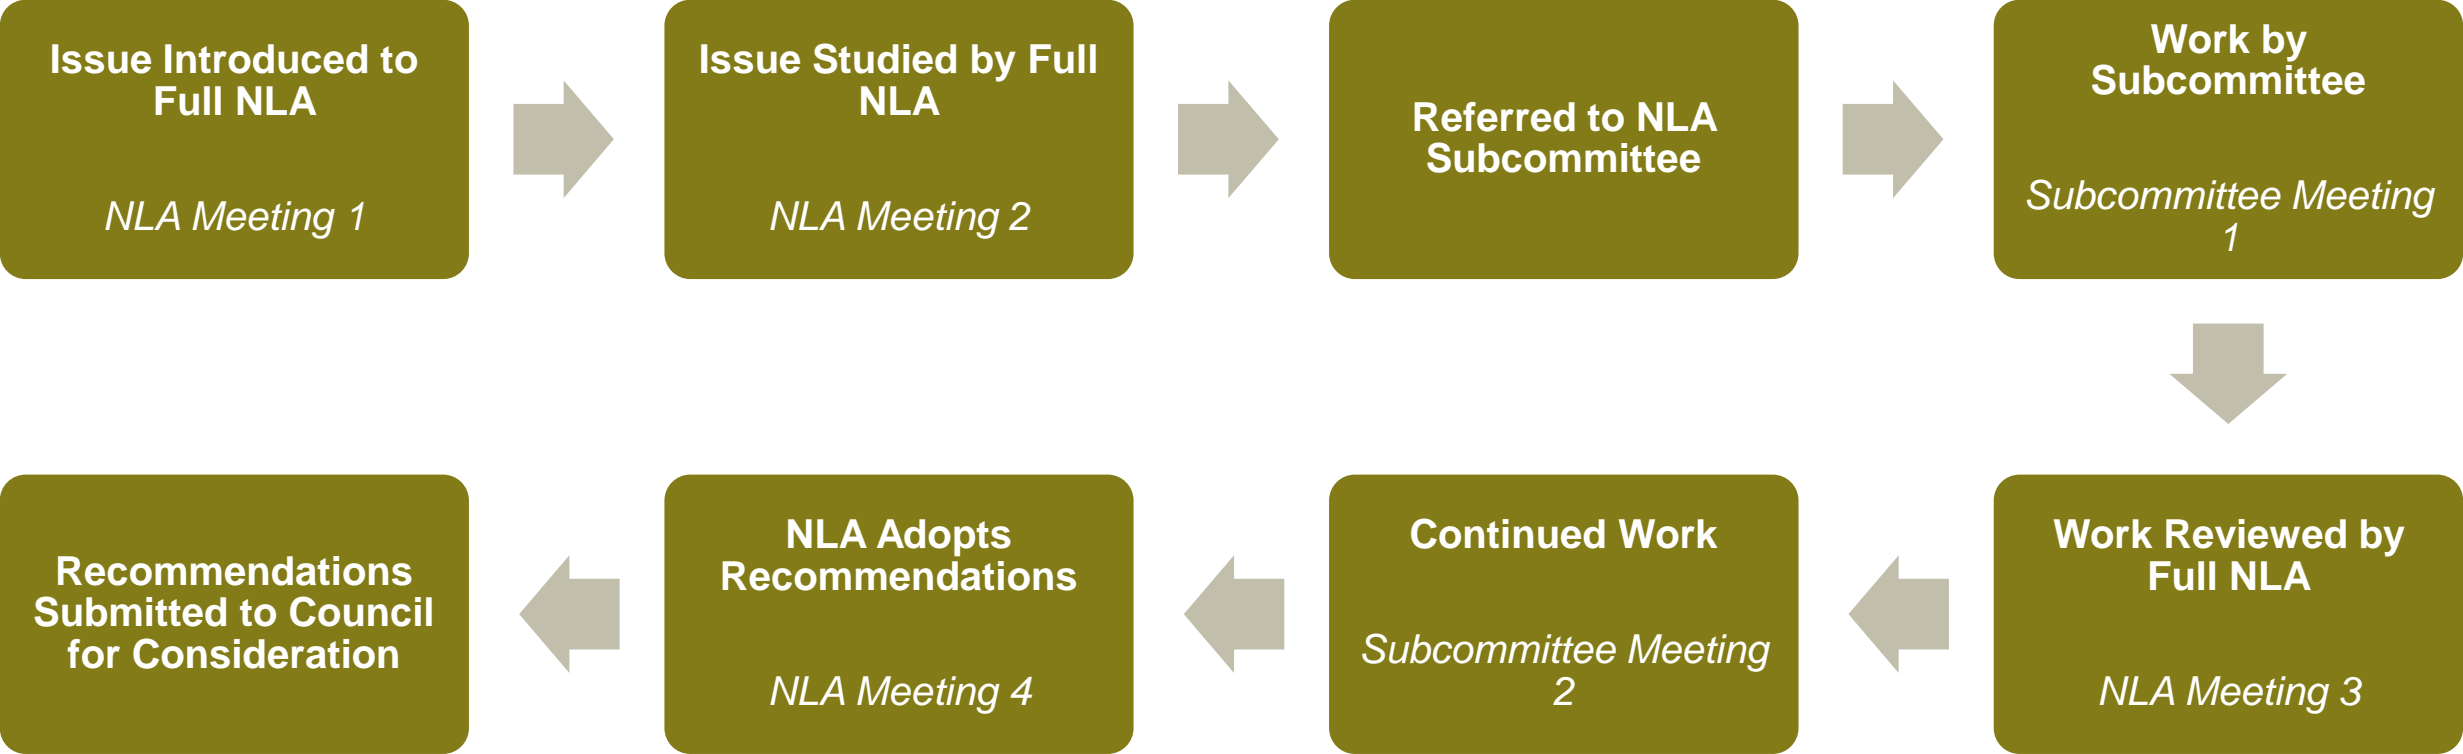 Issue Introduced to
Full NLA
NLA Meeting 1
Issue Studied by Full
NLA
NLA Meeting 2
Referred to NLA
Subcommittee
Work by
Subcommittee
Subcommittee Meeting
1
Work Reviewed by
Full NLA
NLA Meeting 3
Continued Work
Subcommittee Meeting
2
NLA Adopts
Recommendations
NLA Meeting 4
Recommendations
Submitted to Council
for Consideration